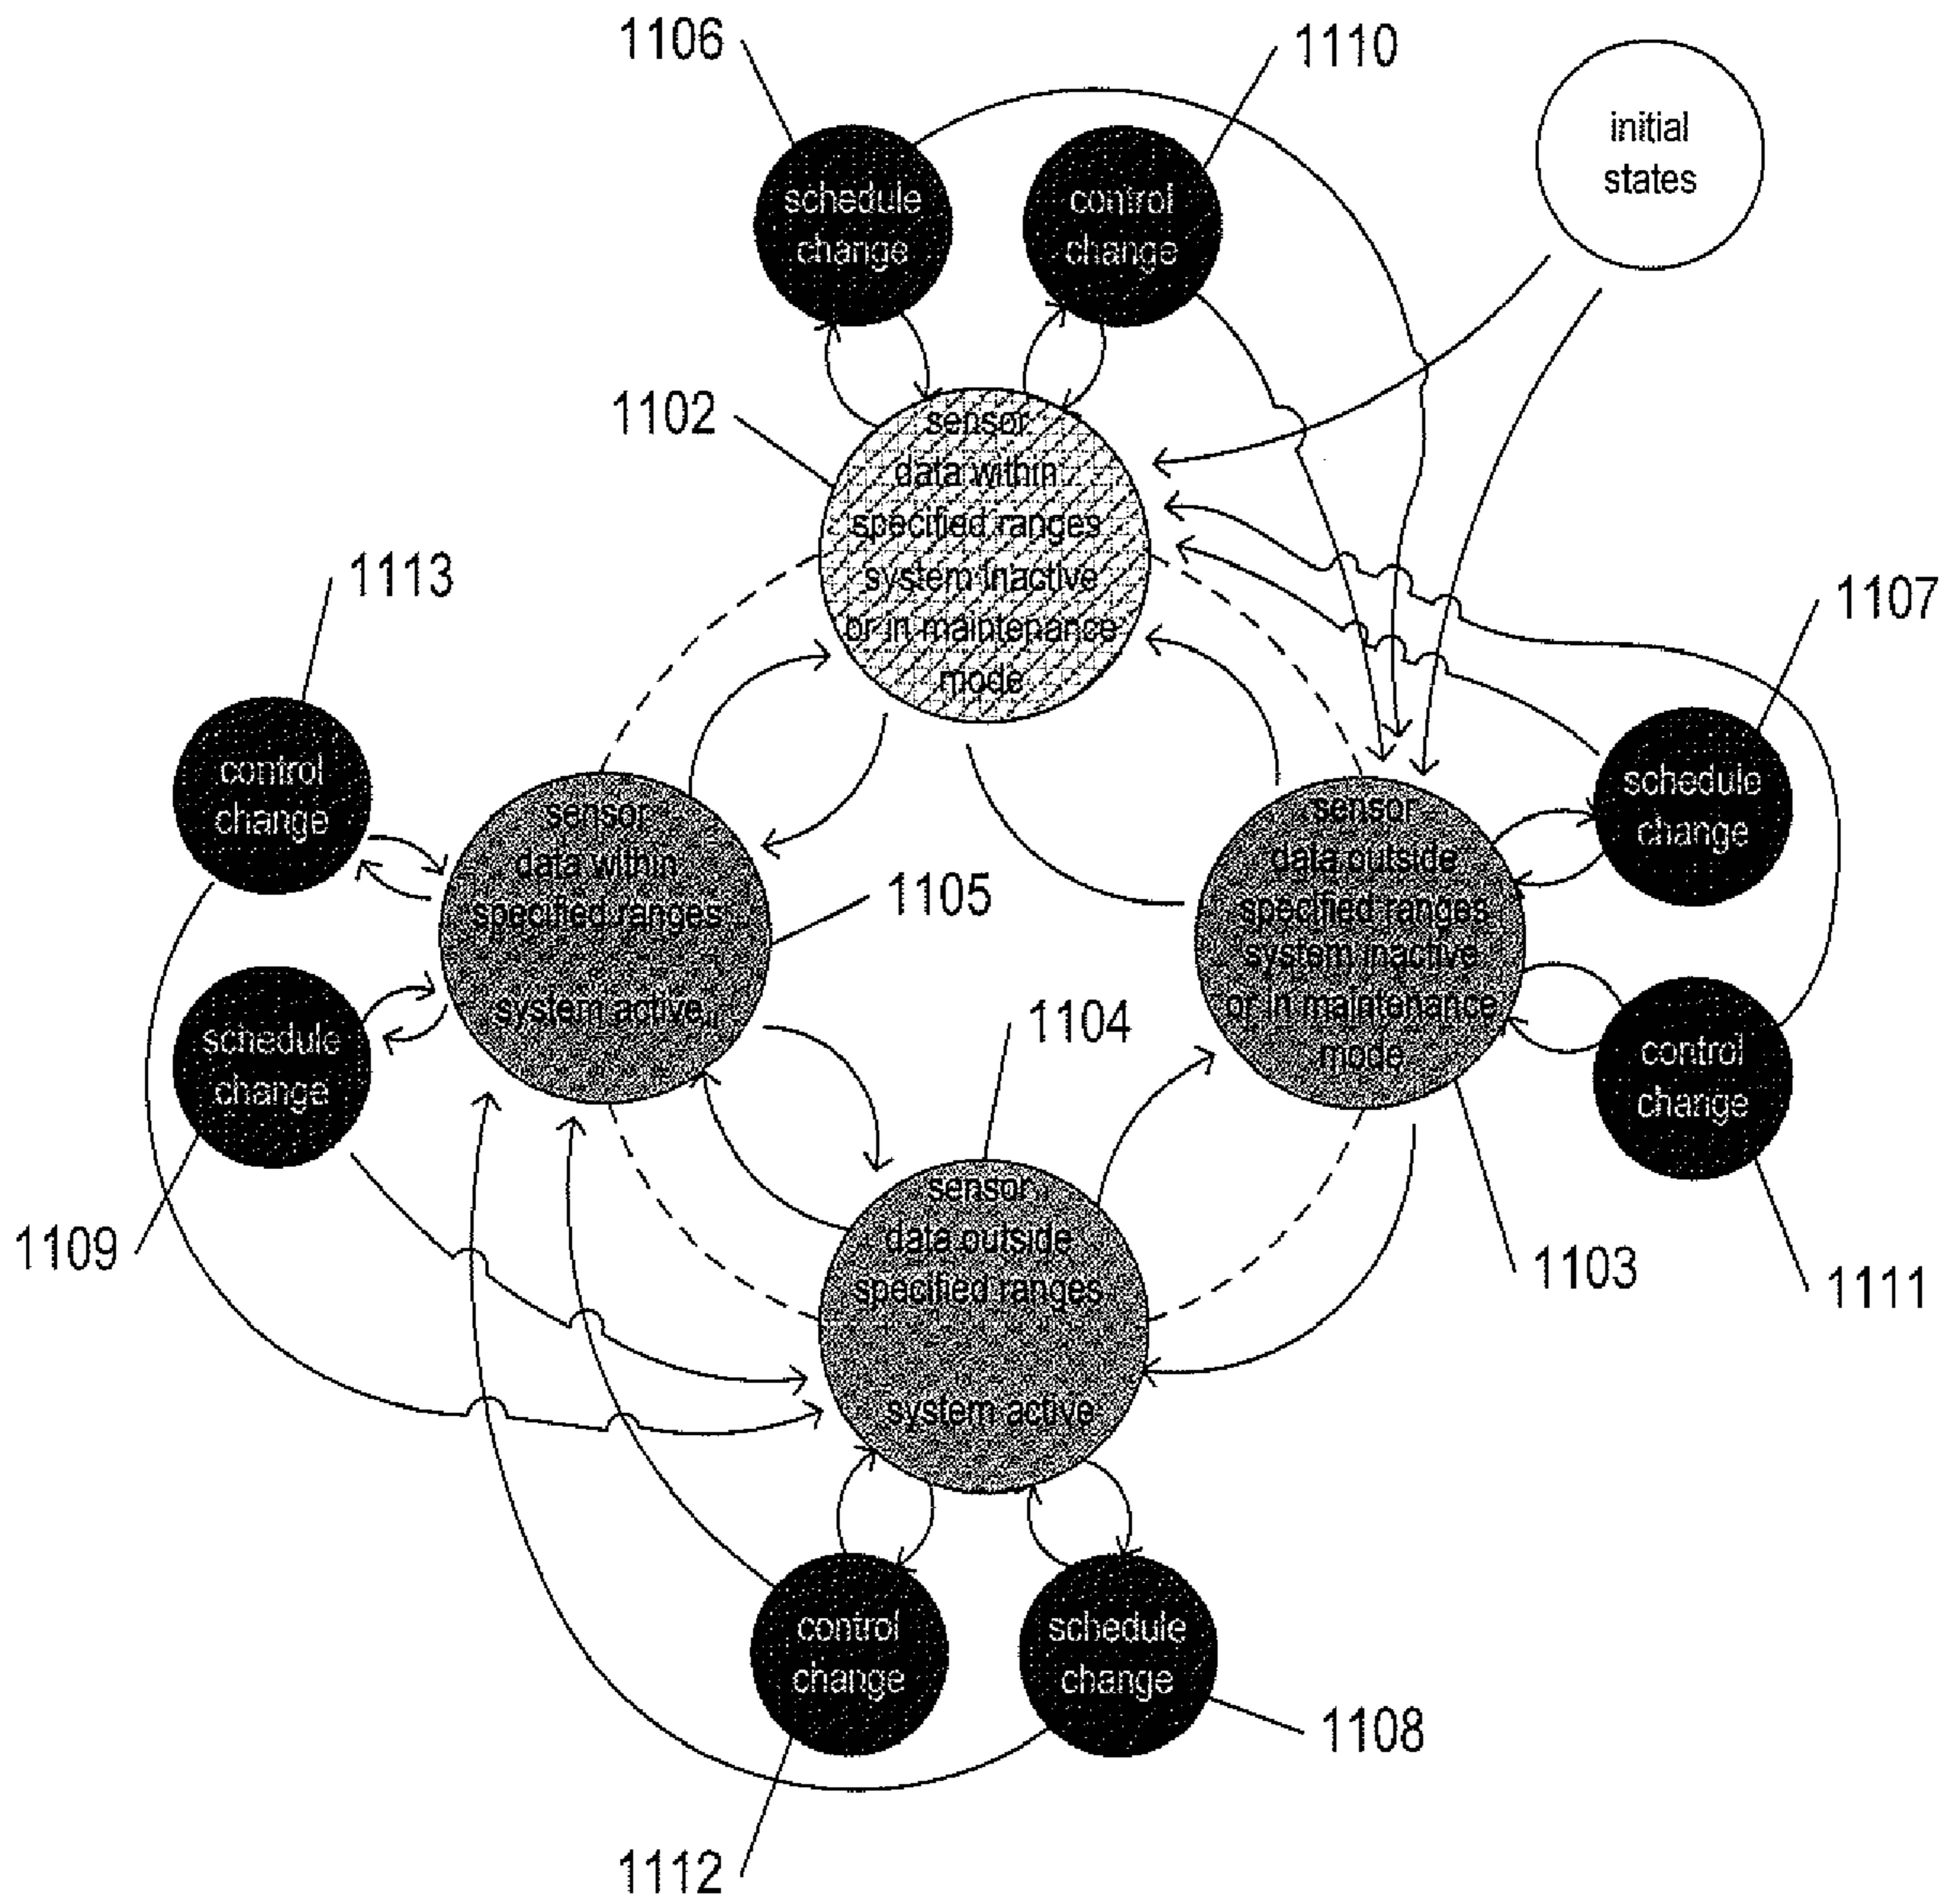 1106
1110
initial
states
schedule
change
control
change
1102
sensor
data within
specified ranges
system inactive
or in maintenance
mode
1113
1107
control
change
schedule
change
sensor
data within
specified ranges
system active
1105
sensor
data outside
specified ranges
system inactive
or in maintenance
mode
schedule
change
1104
control
change
1109
sensor
data outside
specified ranges
system active
1103
1111
control
change
schedule
change
1108
1112